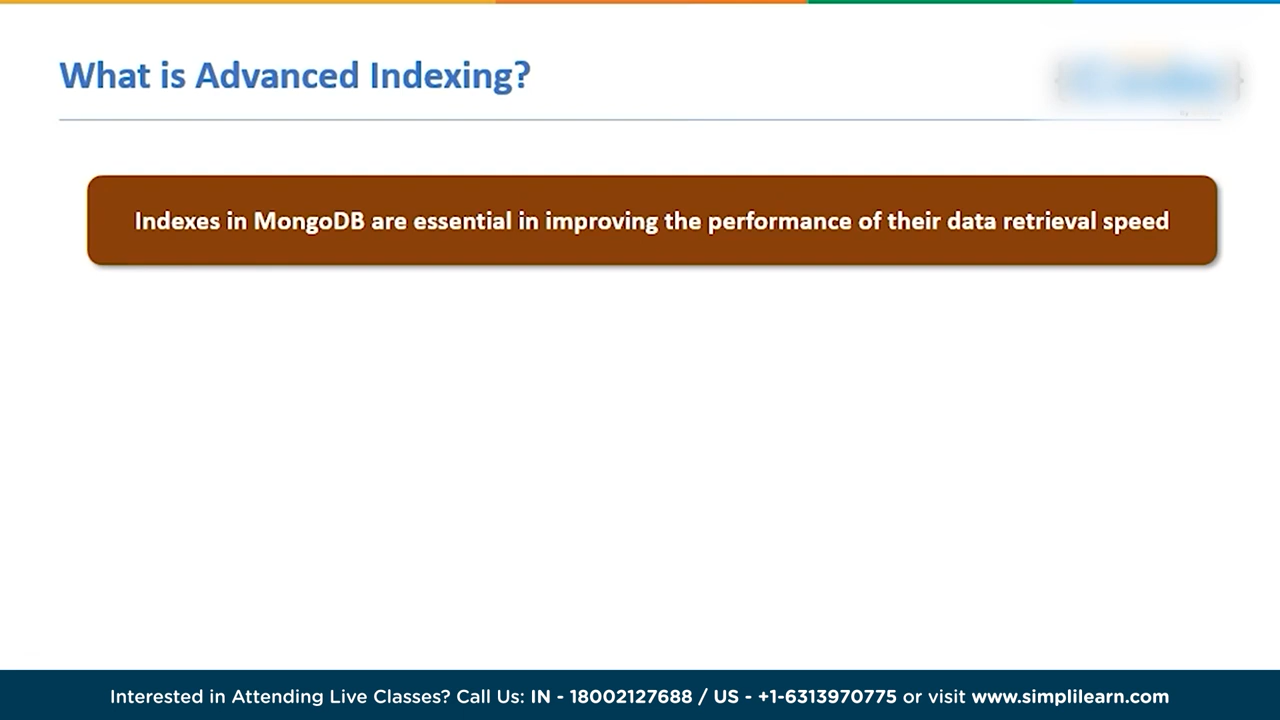 What is Advanced Indexing?
Indexes in MongoDB are essential in improving the performance of their data retrieval speed
Interested in Attending Live Classes? Call Us: IN - 18002127688 / US - +1-6313970775 or visit www.simplilearn.com